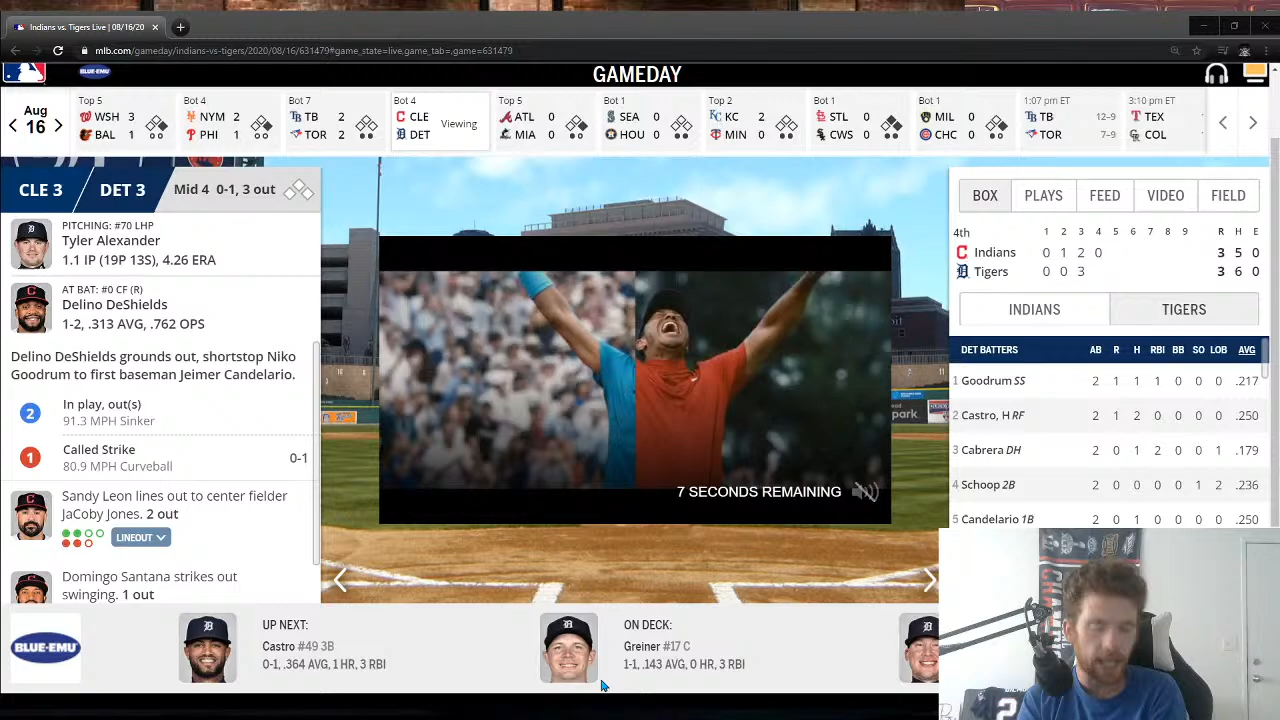 Indians vs. Tigers Live | 08/16/20
mlb.com/gameday/indians-vs-tigers/2020/08/16/631479#game_state=live,game_tab=,game=631479
BLUE-EMU
GAMEDAY
Aug
16
Top 5
WSH 3
BAL 1
Bot 4
NYM 2
PHI 1
Bot 7
TB 2
TOR 2
Bot 4
CLE
DET
Viewing
Top 5
ATL 0
MIA 0
Bot 1
SEA 0
HOU 0
Top 2
KC 2
MIN 0
Bot 1
STL 0
CWS 0
Bot 1
MIL 0
CHC 0
1:07 pm ET
TB 12-9
TOR 7-9
3:10 pm ET
TEX
COL
CLE 3
DET 3
Mid 4 0-1, 3 out
PITCHING: #70 LHP
Tyler Alexander
1.1 IP (19P 13S), 4.26 ERA
AT BAT: #0 CF (R)
Delino DeShields
1-2, .313 AVG, .762 OPS
Delino DeShields grounds out, shortstop Niko
Goodrum to first baseman Jeimer Candelario.
2
In play, out(s)
91.3 MPH Sinker
1
Called Strike
80.9 MPH Curveball
0-1
Sandy Leon lines out to center fielder
JaCoby Jones. 2 out
LINEOUT
Domingo Santana strikes out
swinging. 1 out
7 SECONDS REMAINING
BOX
PLAYS
FEED
VIDEO
FIELD
4th 1 2 3 4 5 6 7 8 9 R H E
Indians 0 1 2 0 3 5 0
Tigers 0 0 3 3 6 0
INDIANS
TIGERS
DET BATTERS AB R H RBI BB SO LOB AVG
1 Goodrum SS 2 1 1 1 0 0 0 .217
2 Castro, H RF 2 1 2 0 0 0 0 .250
3 Cabrera DH 2 0 1 2 0 0 1 .179
4 Schoop 2B 2 0 0 0 0 1 2 .236
5 Candelario 1B 2 0 1 0 0 0 0 .250
BLUE-EMU
UP NEXT:
Castro #49 3B
0-1, .364 AVG, 1 HR, 3 RBI
ON DECK:
Greiner #17 C
1-1, .143 AVG, 0 HR, 3 RBI